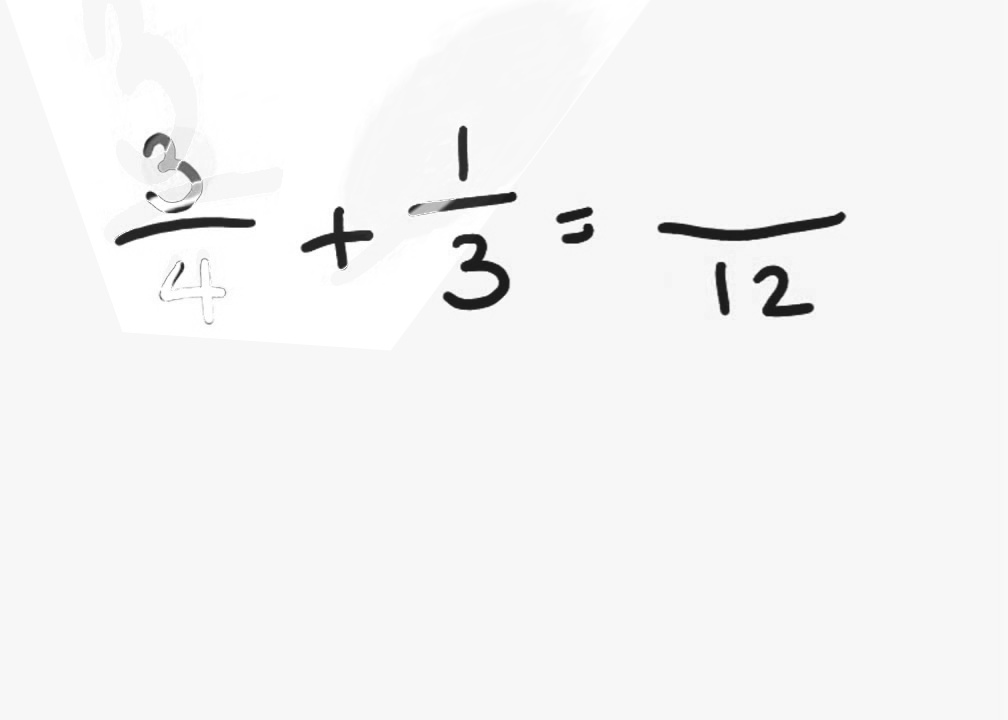 3/4 + 1/3 = /12